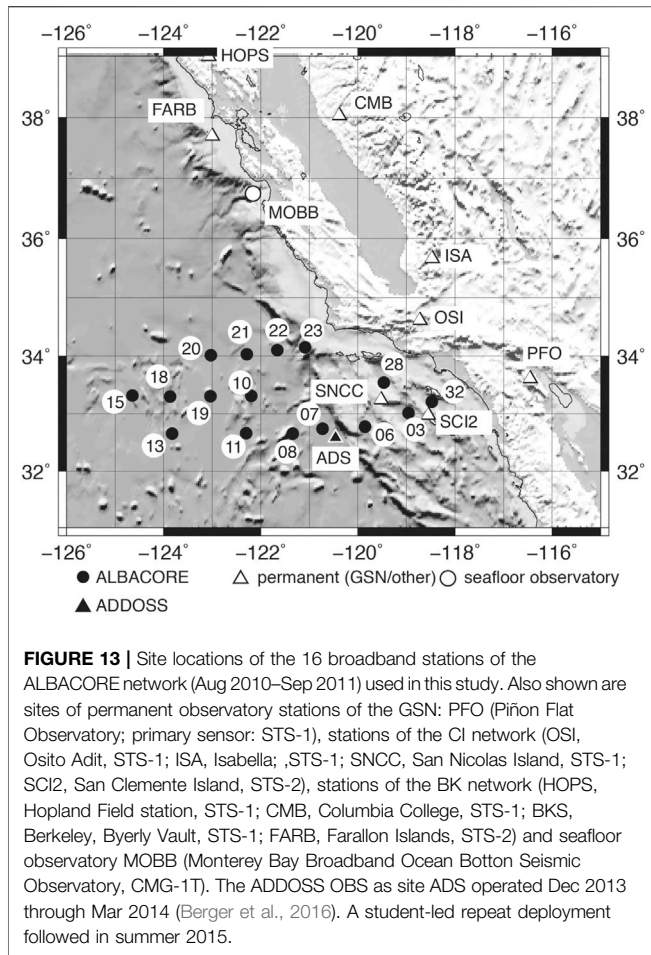 −126° −124° −122° −120° −118° −116°
HOPS
38° CMB 38°
FARB
MOBB
36° 36°
ISA
OSI
21 22 23
34° 20 34°
PFO
28
18 10 SNCC 32
15 19 07
SCI2
13 11 08 06 03
ADS
32° 32°
−126° −124° −122° −120° −118° −116°
ALBACORE permanent (GSN/other) seafloor observatory
ADDOSS
FIGURE 13 | Site locations of the 16 broadband stations of the
ALBACORE network (Aug 2010–Sep 2011) used in this study. Also shown are
sites of permanent observatory stations of the GSN: PFO (Piñon Flat
Observatory; primary sensor: STS-1), stations of the CI network (OSI,
Osito Adit, STS-1; ISA, Isabella; ,STS-1; SNCC, San Nicolas Island, STS-1;
SCI2, San Clemente Island, STS-2), stations of the BK network (HOPS,
Hopland Field station, STS-1; CMB, Columbia College, STS-1; BKS,
Berkeley, Byerly Vault, STS-1; FARB, Farallon Islands, STS-2) and seafloor
observatory MOBB (Monterey Bay Broadband Ocean Botton Seismic
Observatory, CMG-1T). The ADDOSS OBS as site ADS operated Dec 2013
through Mar 2014 (Berger et al., 2016). A student-led repeat deployment
followed in summer 2015.